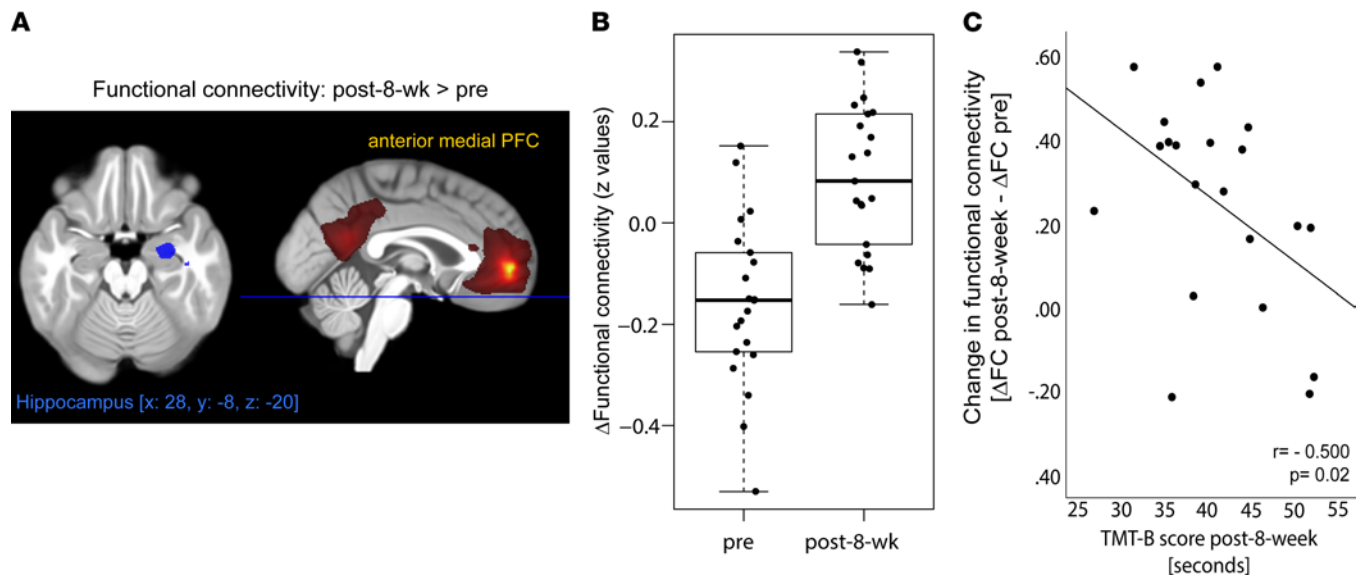 A
Functional connectivity: post-8-wk > pre
anterior medial PFC
Hippocampus [x: 28, y: -8, z: -20]
B
ΔFunctional connectivity (z values)
0.2
0.0
−0.2
−0.4
pre
post-8-wk
C
Change in functional connectivity
[ΔFC post-8-week - ΔFC pre]
.60
.40
.20
.00
-.20
.40
r= - 0.500
p= 0.02
25 30 35 40 45 50 55
TMT-B score post-8-week
[seconds]